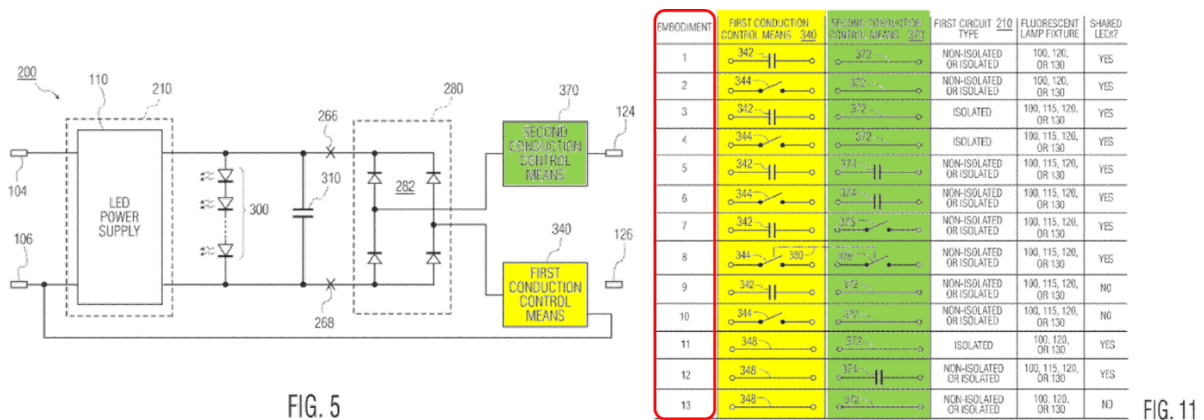 200
110
210
104
LED
POWER
SUPPLY
106
300
310
266
268
280
282
370
SECOND
CONDUCTION
CONTROL
MEANS
124
340
FIRST
CONDUCTION
CONTROL
MEANS
126
FIG. 5
EMBODIMENT FIRST CONDUCTION CONTROL MEANS 340 SECOND CONDUCTION CONTROL MEANS 370 FIRST CIRCUIT 210 TYPE FLUORESCENT LAMP FIXTURE SHARED LEDs?
1 342 372 NON-ISOLATED OR ISOLATED 100, 120, OR 130 YES
2 344 372 NON-ISOLATED OR ISOLATED 100, 120, OR 130 YES
3 342 372 ISOLATED 100, 115, 120, OR 130 YES
4 344 372 ISOLATED 100, 115, 120, OR 130 YES
5 342 374 NON-ISOLATED OR ISOLATED 100, 115, 120, OR 130 YES
6 344 374 NON-ISOLATED OR ISOLATED 100, 115, 120, OR 130 YES
7 342 NON-ISOLATED OR ISOLATED 100, 115, 120, OR 130 YES
8 344 380 NON-ISOLATED OR ISOLATED 100, 115, 120, OR 130 YES
9 342 372 NON-ISOLATED OR ISOLATED 100, 115, 120, OR 130 NO
10 344 NON-ISOLATED OR ISOLATED 100, 115, 120, OR 130 NO
11 348 372 ISOLATED 100, 120, OR 130 YES
12 348 374 NON-ISOLATED OR ISOLATED 100, 115, 120, OR 130 YES
13 348 372 NON-ISOLATED OR ISOLATED 100, 120, OR 130 NO
FIG. 11